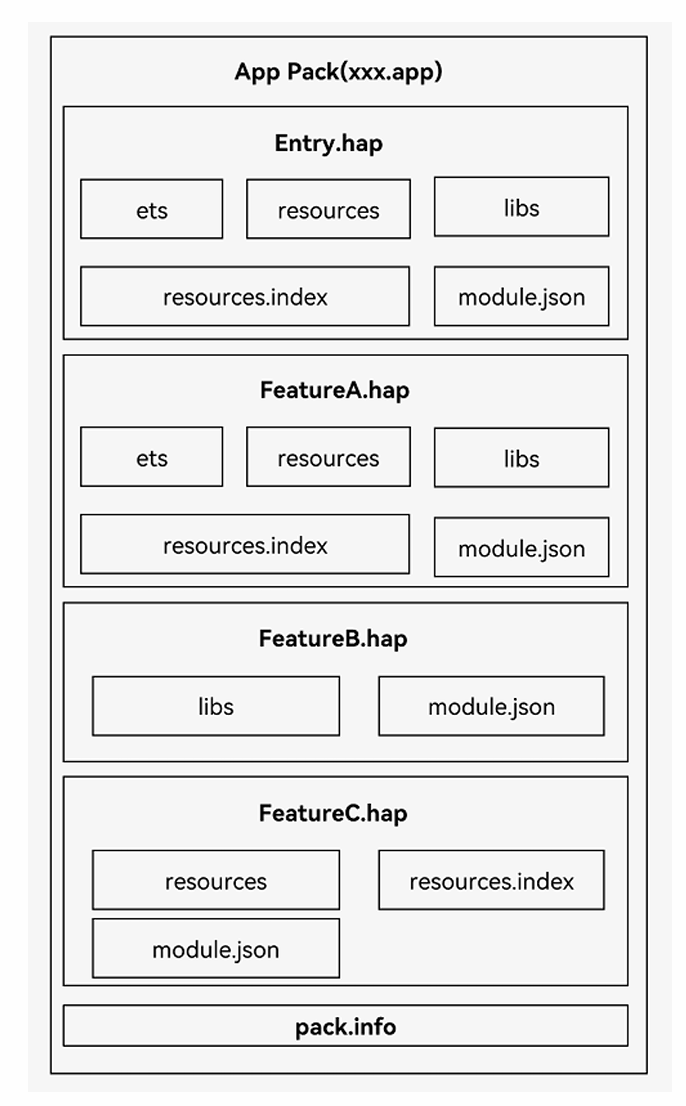 App Pack(xxx.app)
Entry.hap
ets resources libs
resources.index module.json
FeatureA.hap
ets resources libs
resources.index module.json
FeatureB.hap
libs module.json
FeatureC.hap
resources resources.index
module.json
pack.info